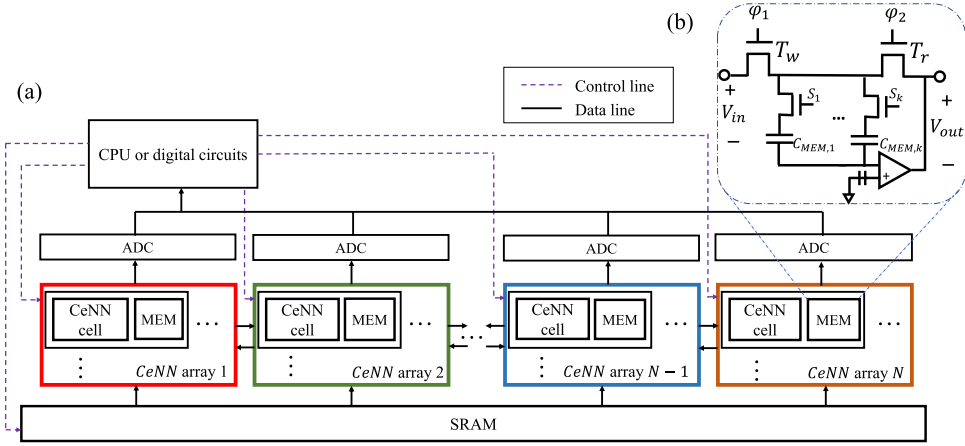 (a)
(b)
Control line
Data line
CPU or digital circuits
φ1
φ2
Tw
Tr
S1
...
Sk
+
Vin
−
CMEM,1
CMEM,k
+
+
Vout
−
ADC
ADC
ADC
ADC
CeNN
cell
MEM
...
⋮
CeNN array 1
CeNN
cell
MEM
...
⋮
CeNN array 2
...
CeNN
cell
MEM
...
⋮
CeNN array N − 1
CeNN
cell
MEM
...
⋮
CeNN array N
SRAM